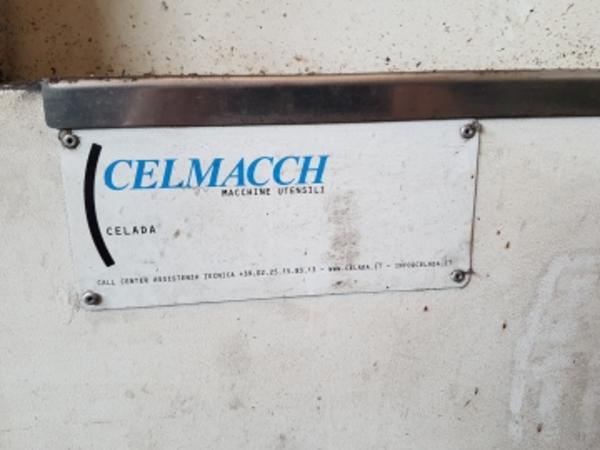 CELMACCH
MACCHINE UTENSILI
CELADA
CALL CENTER ASSISTENZA TECNICA +39.02.25.15.85.13 - WWW.CELADA.IT - INFO@CELADA.IT